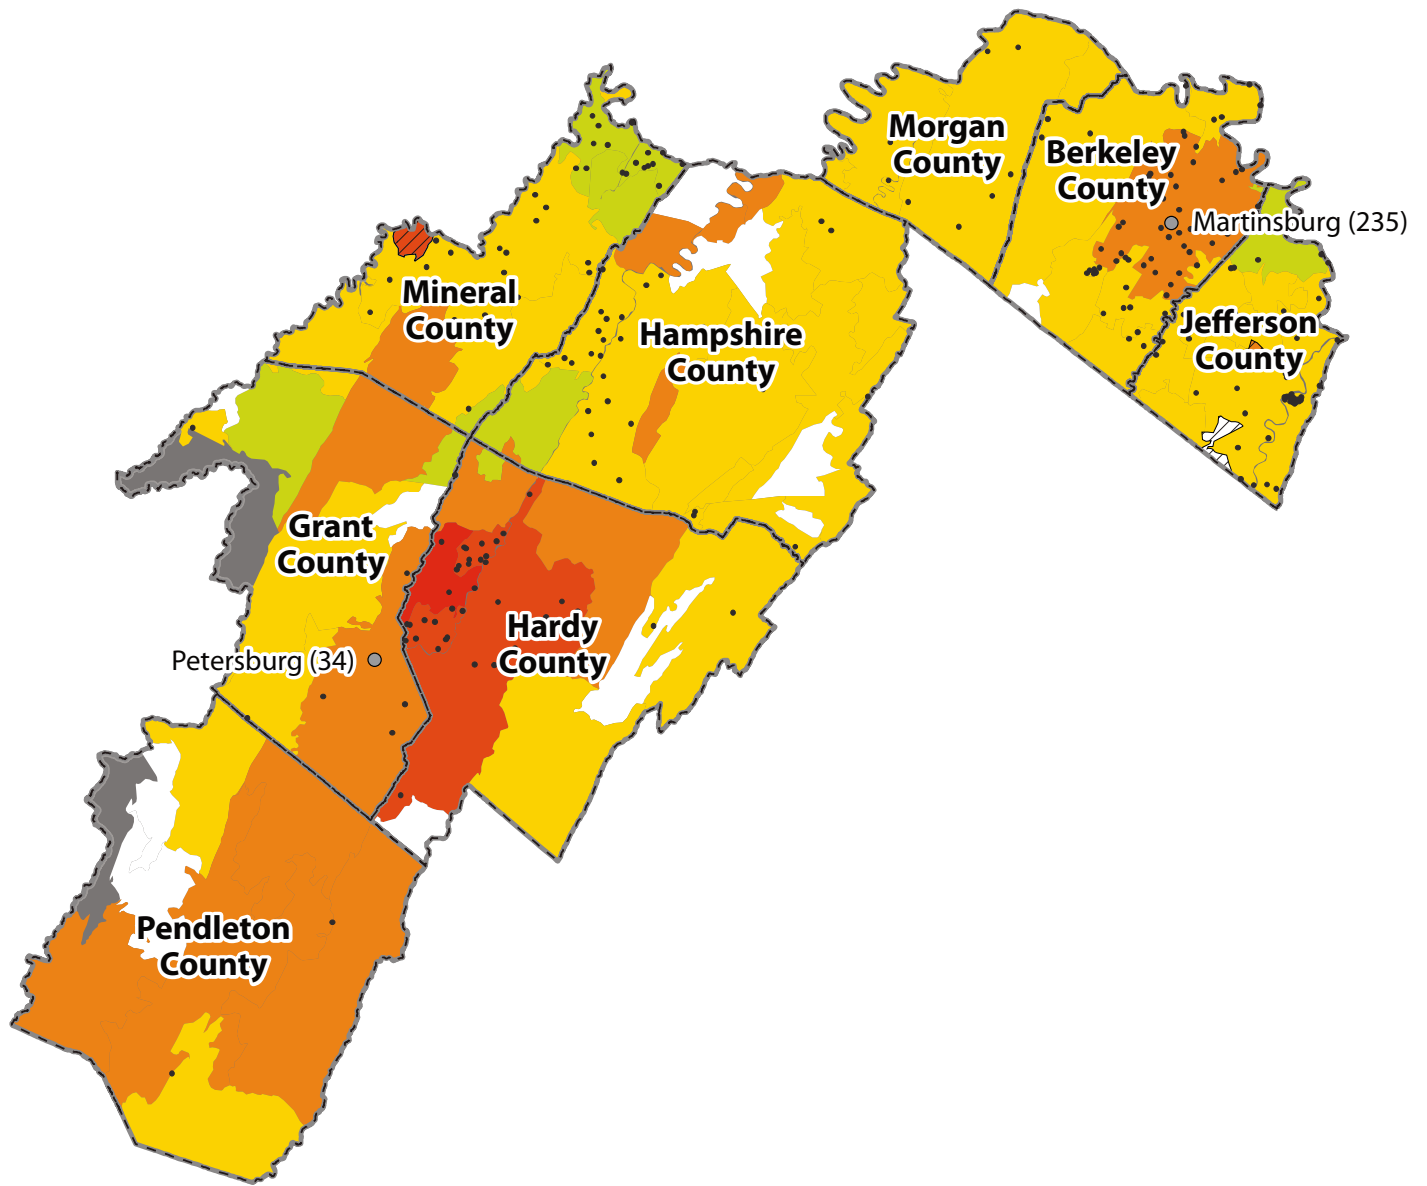 Morgan
County
Berkeley
County
Martinsburg (235)
Mineral
County
Hampshire
County
Jefferson
County
Grant
County
Hardy
County
Petersburg (34)
Pendleton
County